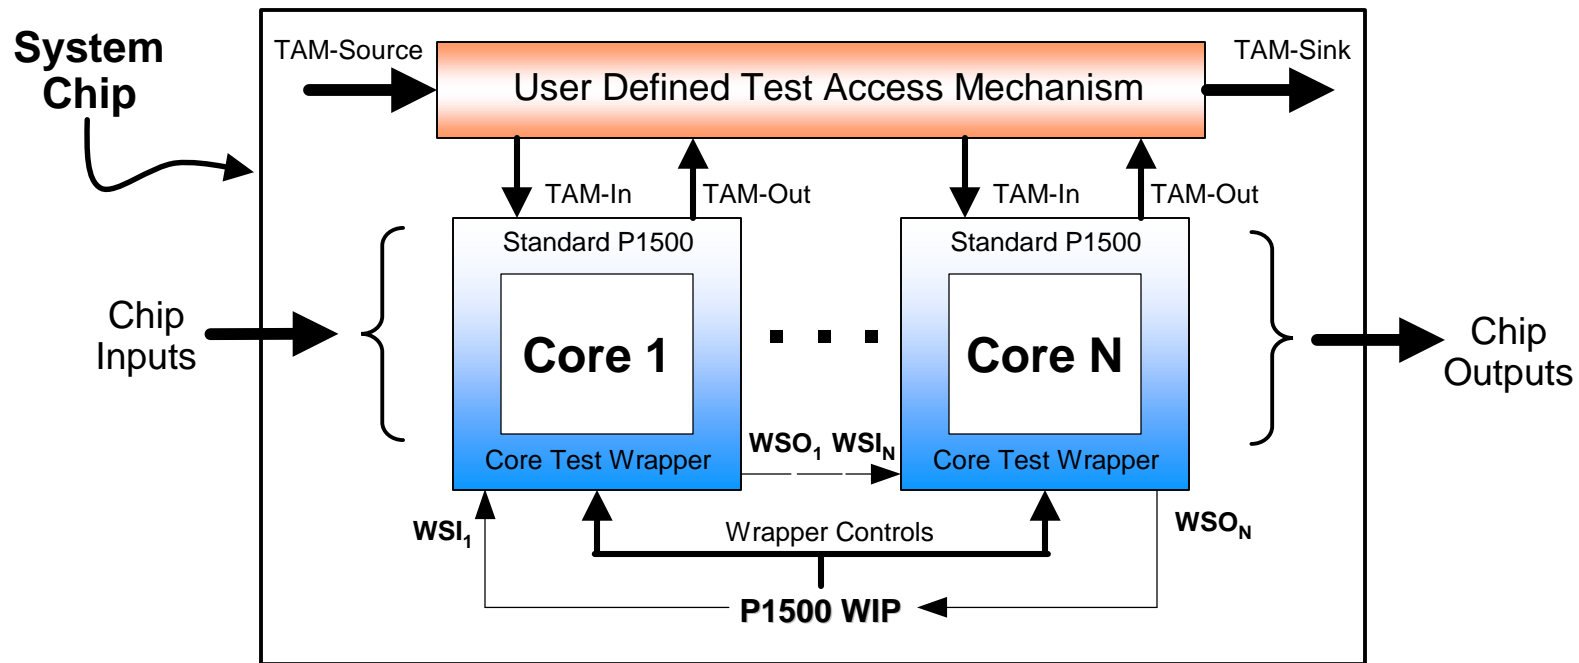 System
Chip
TAM-Source
User Defined Test Access Mechanism
TAM-Sink
TAM-In
TAM-Out
TAM-In
TAM-Out
Standard P1500
Standard P1500
Chip
Inputs
Core 1
Core N
Chip
Outputs
Core Test Wrapper
WSO1 WSIN
Core Test Wrapper
WSI1
Wrapper Controls
WSON
P1500 WIP